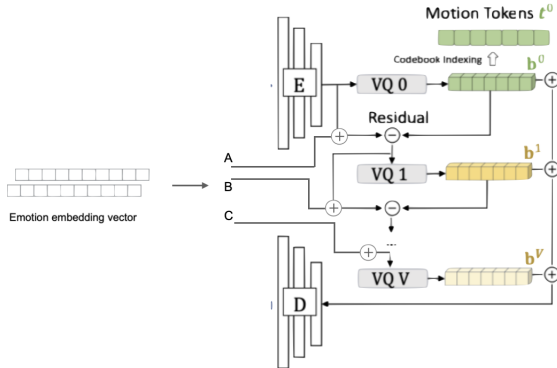 Motion Tokens t⁰
Codebook Indexing
b⁰
E
VQ 0
Residual
A
b¹
VQ 1
B
Emotion embedding vector
C
...
bⱽ
VQ V
D